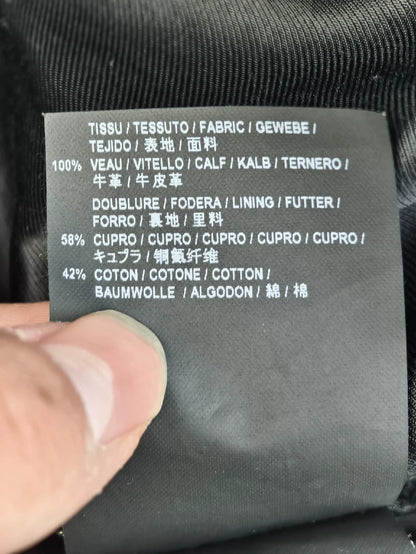 TISSU / TESSUTO / FABRIC / GEWEBE /
TEJIDO / 表地 / 面料
100% VEAU / VITELLO / CALF / KALB / TERNERO /
牛革 / 牛皮革
DOUBLURE / FODERA / LINING / FUTTER /
FORRO / 裏地 / 里料
58% CUPRO / CUPRO / CUPRO / CUPRO / CUPRO /
キュプラ / 铜氨纤维
42% COTON / COTONE / COTTON /
BAUMWOLLE / ALGODON / 綿 / 棉